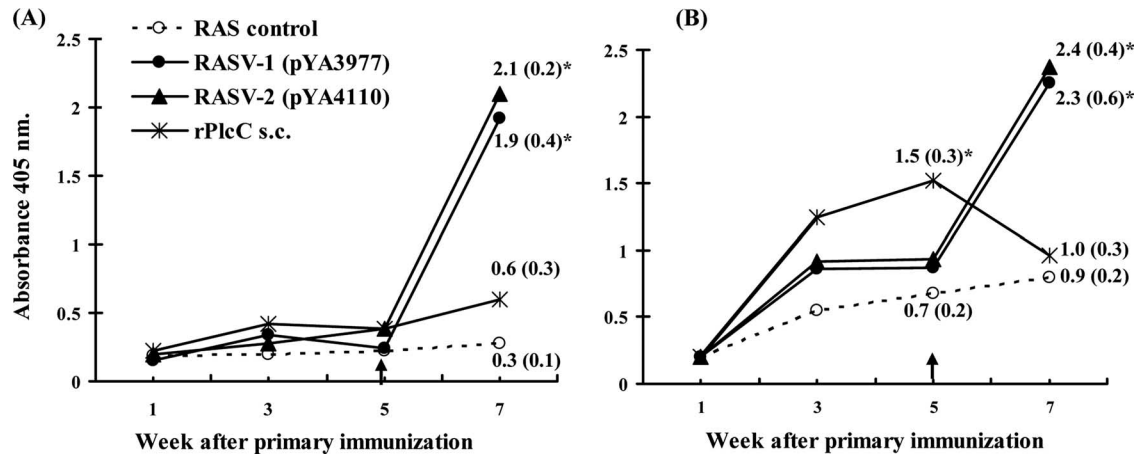 (A)
RAS control
RASV-1 (pYA3977)
RASV-2 (pYA4110)
rPlcC s.c.
Absorbance 405 nm.
2.5
2
1.5
1
0.5
0
2.1 (0.2)*
1.9 (0.4)*
0.6 (0.3)
0.3 (0.1)
1 3 5 7
Week after primary immunization
(B)
2.5
2
1.5
1
0.5
0
2.4 (0.4)*
2.3 (0.6)*
1.5 (0.3)*
1.0 (0.3)
0.9 (0.2)
0.7 (0.2)
1 3 5 7
Week after primary immunization